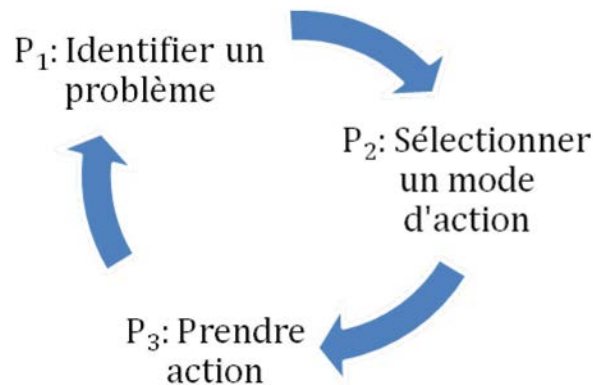 P₁: Identifier un
problème
P₂: Sélectionner
un mode
d'action
P₃: Prendre
action